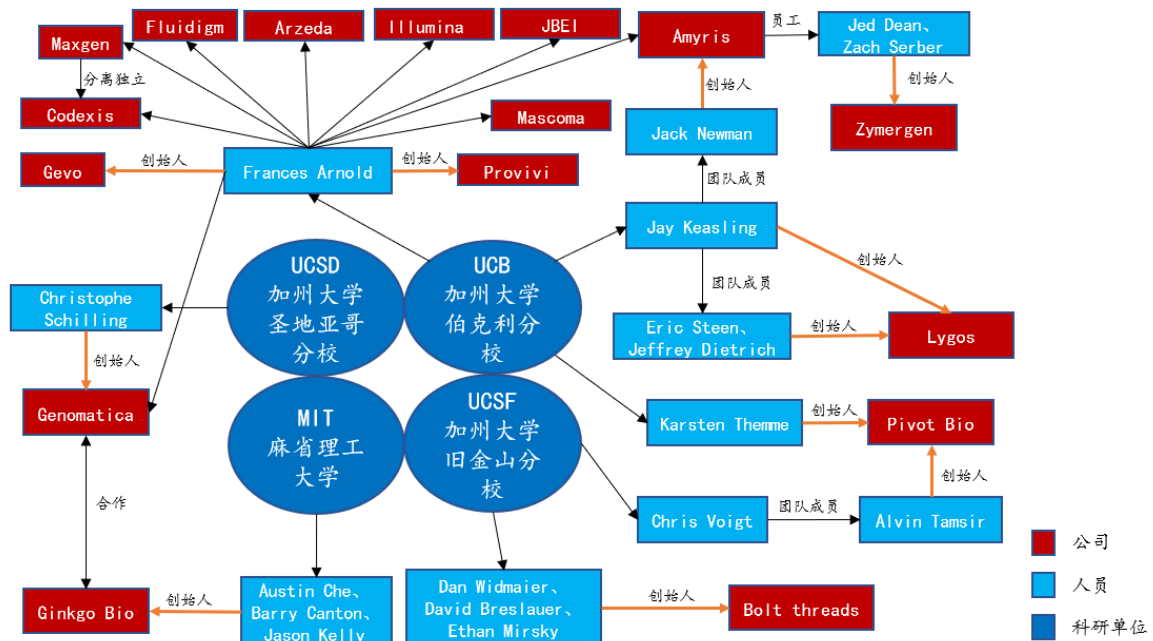 Maxgen
Fluidigm
Arzeda
Illumina
JBEI
Amyris
员工
Jed Dean、
Zach Serber
分离独立
创始人
创始人
Codexis
Mascoma
Jack Newman
Zymergen
Gevo
创始人
Frances Arnold
创始人
Provivi
团队成员
Jay Keasling
UCSD
加州大学
圣地亚哥
分校
UCB
加州大学
伯克利分
校
创始人
团队成员
Christophe
Schilling
Eric Steen、
Jeffrey Dietrich
创始人
Lygos
创始人
Genomatica
MIT
麻省理工
大学
UCSF
加州大学
旧金山分
校
Karsten Themme
创始人
Pivot Bio
创始人
合作
Chris Voigt
团队成员
Alvin Tamsir
公司
人员
科研单位
Ginkgo Bio
创始人
Austin Che、
Barry Canton、
Jason Kelly
Dan Widmaier、
David Breslauer、
Ethan Mirsky
创始人
Bolt threads